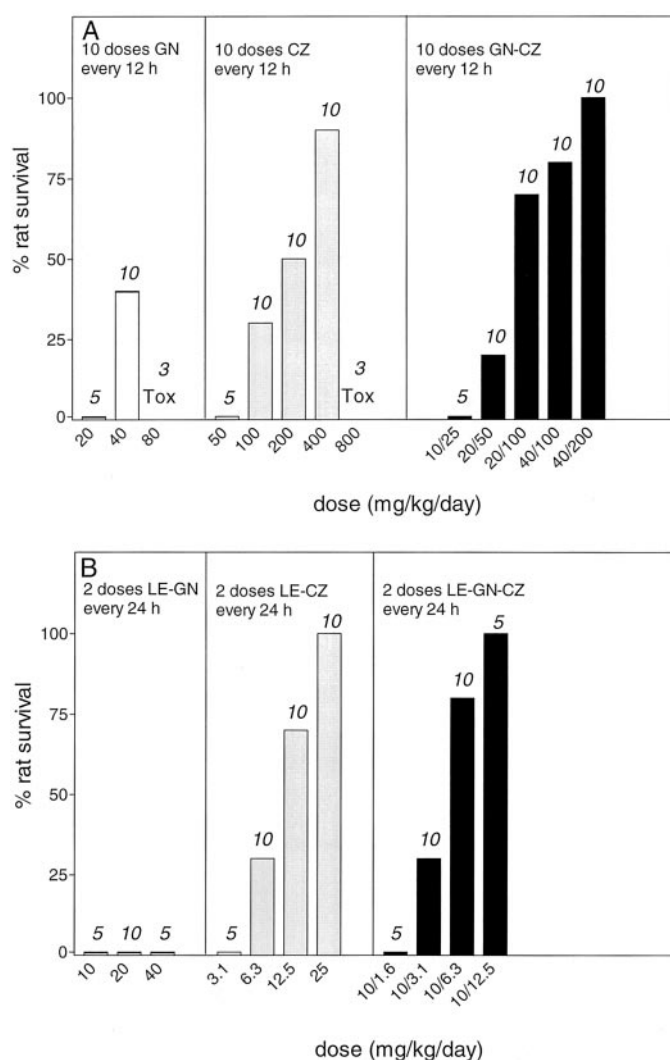 A
10 doses GN
every 12 h
10 doses CZ
every 12 h
10 doses GN-CZ
every 12 h
% rat survival
100
75
50
25
0
5
10
3
Tox
5
10
10
10
3
Tox
5
10
10
10
10
20
40
80
50
100
200
400
800
10/25
20/50
20/100
40/100
40/200
dose (mg/kg/day)
B
2 doses LE-GN
every 24 h
2 doses LE-CZ
every 24 h
2 doses LE-GN-CZ
every 24 h
% rat survival
100
75
50
25
0
5
10
5
5
10
10
10
5
10
10
5
10
20
40
3.1
6.3
12.5
25
10/1.6
10/3.1
10/6.3
10/12.5
dose (mg/kg/day)